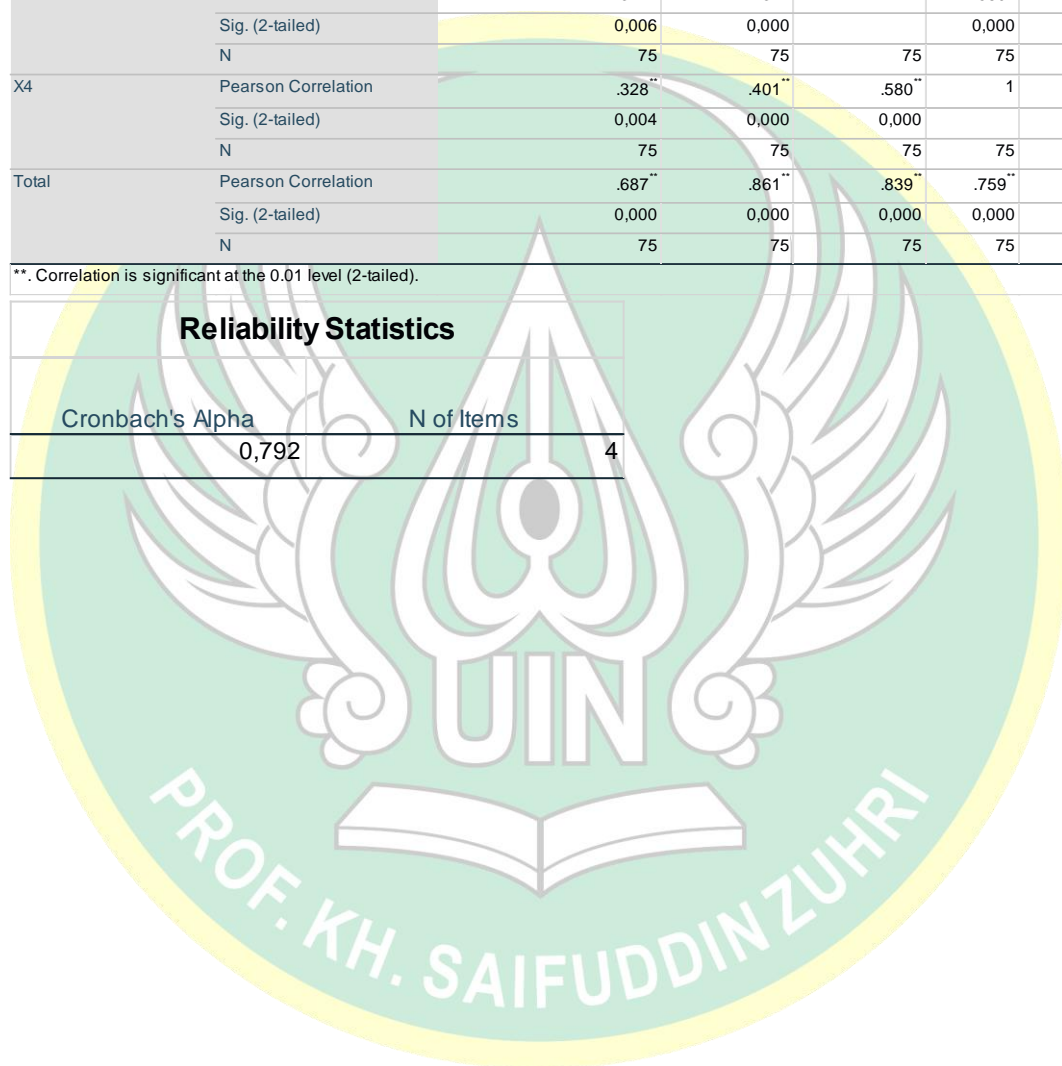 Sig. (2-tailed) 0,006 0,000 0,000
N 75 75 75 75
X4 Pearson Correlation .328** .401** .580** 1
Sig. (2-tailed) 0,004 0,000 0,000
N 75 75 75 75
Total Pearson Correlation .687** .861** .839** .759**
Sig. (2-tailed) 0,000 0,000 0,000 0,000
N 75 75 75 75
**. Correlation is significant at the 0.01 level (2-tailed).
Reliability Statistics
Cronbach's Alpha N of Items
0,792 4
UIN
PROF. KH. SAIFUDDIN ZUHRI